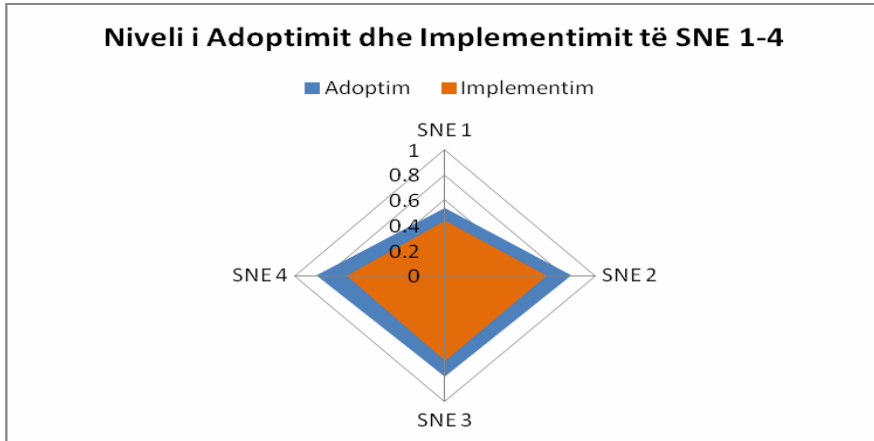 Niveli i Adoptimit dhe Implementimit të SNE 1-4
Adoptim Implementim
SNE 1
1
0.8
0.6
0.4
0.2
0
SNE 4
SNE 2
SNE 3